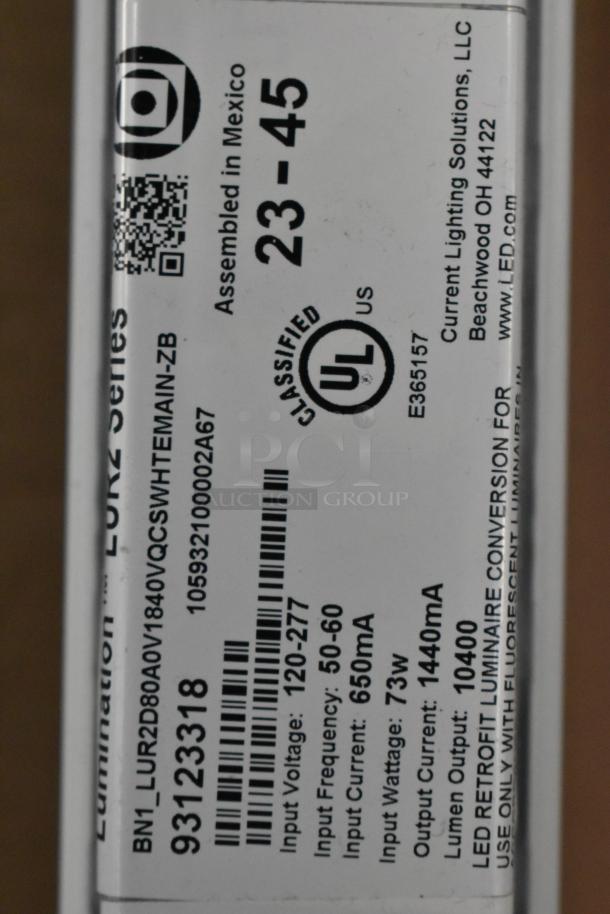 Lumination LUR2 Series
BN1_LUR2D80A0V1840VQCSWHTEMAIN-ZB
93123318
105932100002A67
Assembled in Mexico
23-45
Input Voltage: 120-277
Input Frequency: 50-60
Input Current: 650mA
Input Wattage: 73w
Output Current: 1440mA
Lumen Output: 10400
CLASSIFIED
UL
US
E365157
Current Lighting Solutions, LLC
Beachwood OH 44122
www.LED.com
LED RETROFIT LUMINAIRE CONVERSION FOR
USE ONLY WITH FLUORESCENT LUMINAIRES IN
PCI
AUCTION GROUP